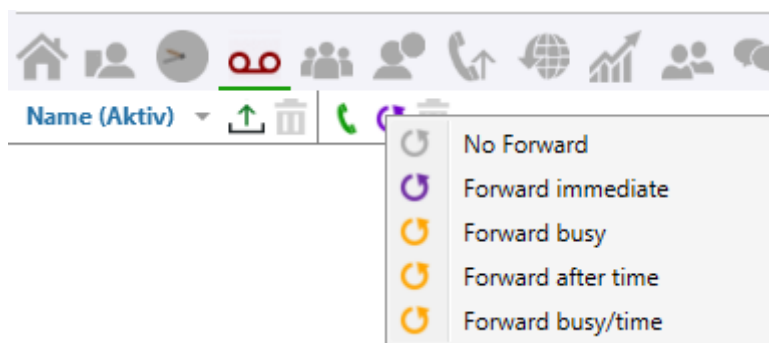 Name (Aktiv)
No Forward
Forward immediate
Forward busy
Forward after time
Forward busy/time